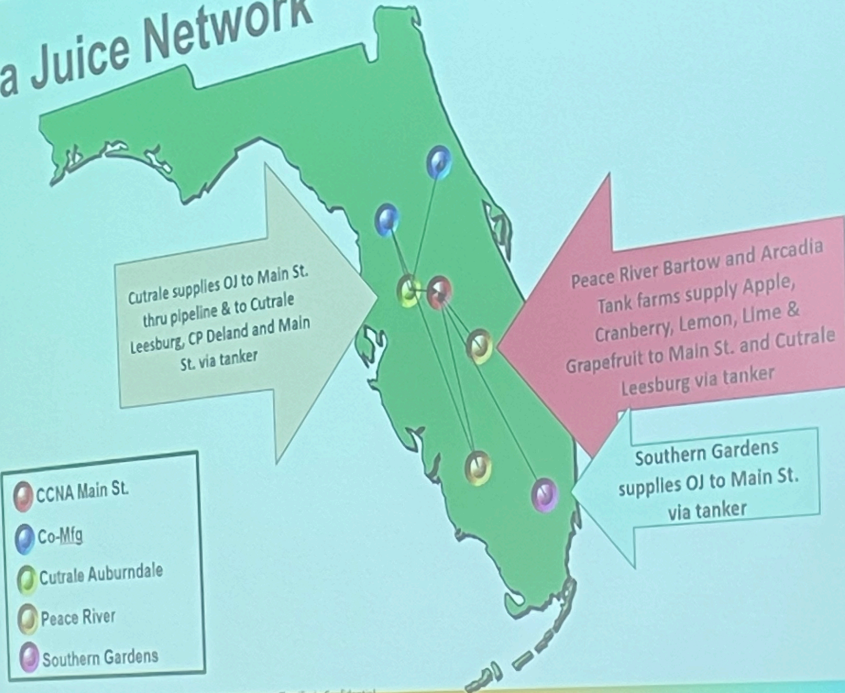 a Juice Network
Cutrale supplies OJ to Main St.
thru pipeline & to Cutrale
Leesburg, CP Deland and Main
St. via tanker
Peace River Bartow and Arcadia
Tank farms supply Apple,
Cranberry, Lemon, Lime &
Grapefruit to Main St. and Cutrale
Leesburg via tanker
Southern Gardens
supplies OJ to Main St.
via tanker
CCNA Main St.
Co-Mfg
Cutrale Auburndale
Peace River
Southern Gardens